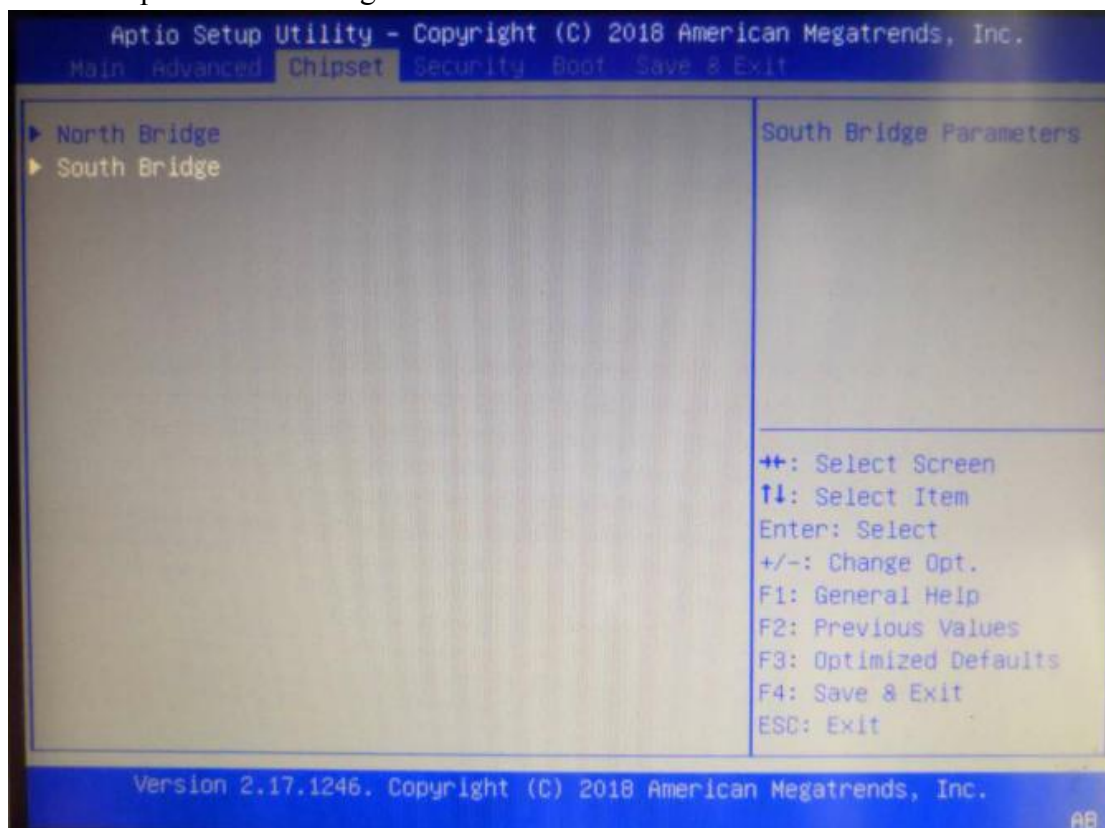 Aptio Setup Utility – Copyright (C) 2018 American Megatrends, Inc.
Main Advanced Chipset Security Boot Save & Exit
North Bridge
South Bridge
South Bridge Parameters
: Select Screen
↑↓: Select Item
Enter: Select
+/-: Change Opt.
F1: General Help
F2: Previous Values
F3: Optimized Defaults
F4: Save & Exit
ESC: Exit
Version 2.17.1246. Copyright (C) 2018 American Megatrends, Inc.
AB